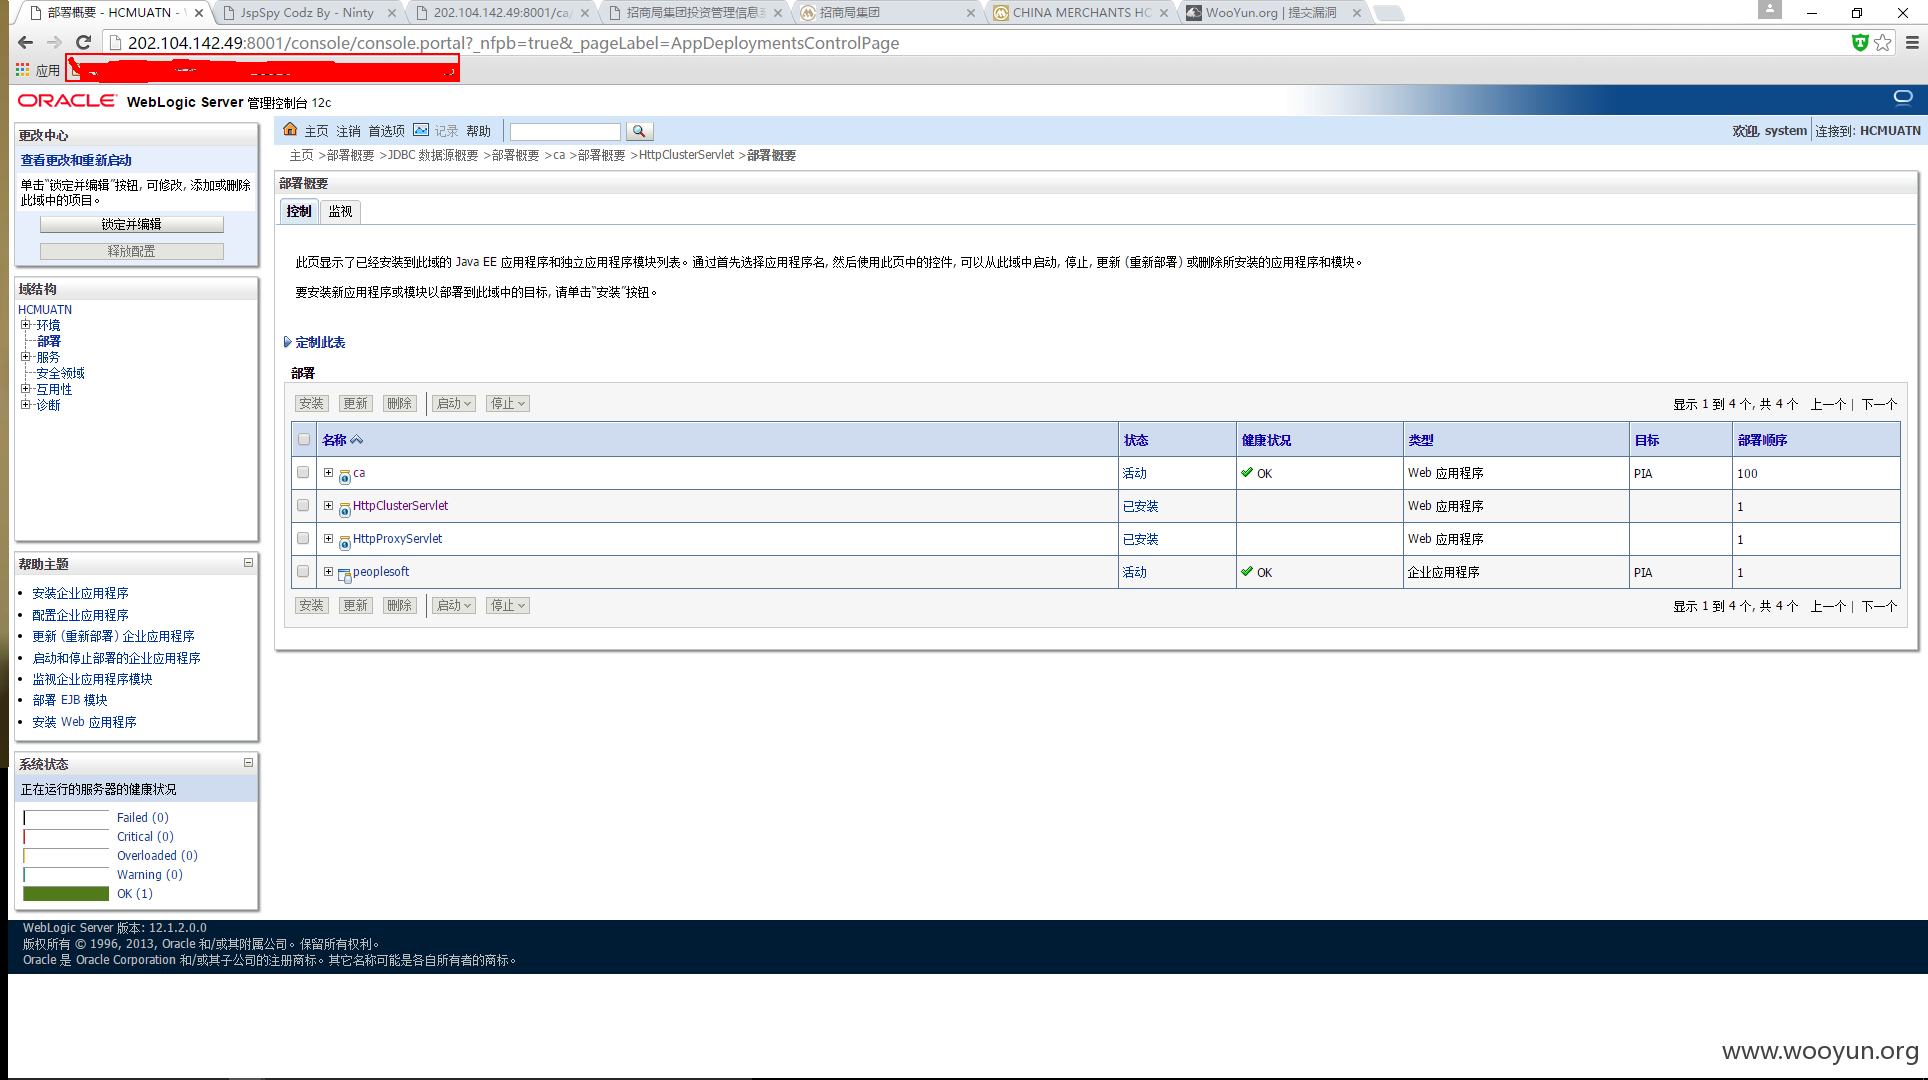 部署概要 - HCMUATN -
JspSpy Codz By - Ninty
202.104.142.49:8001/ca/
招商局集团投资管理信息
招商局集团
CHINA MERCHANTS HO
WooYun.org | 提交漏洞
202.104.142.49:8001/console/console.portal?_nfpb=true&_pageLabel=AppDeploymentsControlPage
应用
ORACLE WebLogic Server 管理控制台 12c
更改中心
查看更改和重新启动
单击“锁定并编辑”按钮, 可修改, 添加或删除
此域中的项目。
锁定并编辑
释放配置
域结构
HCMUATN
环境
部署
服务
安全领域
互用性
诊断
帮助主题
安装企业应用程序
配置企业应用程序
更新 (重新部署) 企业应用程序
启动和停止部署的企业应用程序
监视企业应用程序模块
部署 EJB 模块
安装 Web 应用程序
系统状态
正在运行的服务器的健康状况
Failed (0)
Critical (0)
Overloaded (0)
Warning (0)
OK (1)
主页 注销 首选项 记录 帮助
欢迎, system 连接到: HCMUATN
主页 >部署概要 >JDBC 数据源概要 >部署概要 >ca >部署概要 >HttpClusterServlet >部署概要
部署概要
控制 监视
此页显示了已经安装到此域的 Java EE 应用程序和独立应用程序模块列表。通过首先选择应用程序名, 然后使用此页中的控件, 可以从此域中启动, 停止, 更新 (重新部署) 或删除所安装的应用程序和模块。
要安装新应用程序或模块以部署到此域中的目标, 请单击“安装”按钮。
定制此表
部署
安装 更新 删除 启动 停止 显示 1 到 4 个, 共 4 个 上一个 | 下一个
名称 状态 健康状况 类型 目标 部署顺序
ca 活动 OK Web 应用程序 PIA 100
HttpClusterServlet 已安装 Web 应用程序 1
HttpProxyServlet 已安装 Web 应用程序 1
peoplesoft 活动 OK 企业应用程序 PIA 1
安装 更新 删除 启动 停止 显示 1 到 4 个, 共 4 个 上一个 | 下一个
WebLogic Server 版本: 12.1.2.0.0
版权所有 © 1996, 2013, Oracle 和/或其附属公司。保留所有权利。
Oracle 是 Oracle Corporation 和/或其子公司的注册商标。其它名称可能是各自所有者的商标。
www.wooyun.org